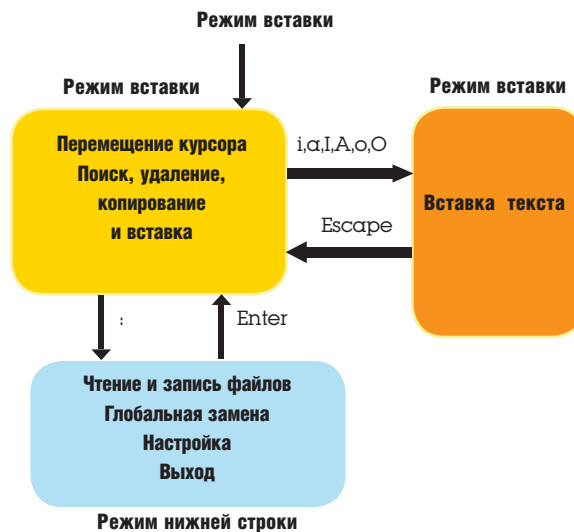 Режим вставки
Режим вставки
Режим вставки
Перемещение курсора
Поиск, удаление,
копирование
и вставка
i,a,I,A,o,O
Вставка текста
Escape
:
Enter
Чтение и запись файлов
Глобальная замена
Настройка
Выход
Режим нижней строки